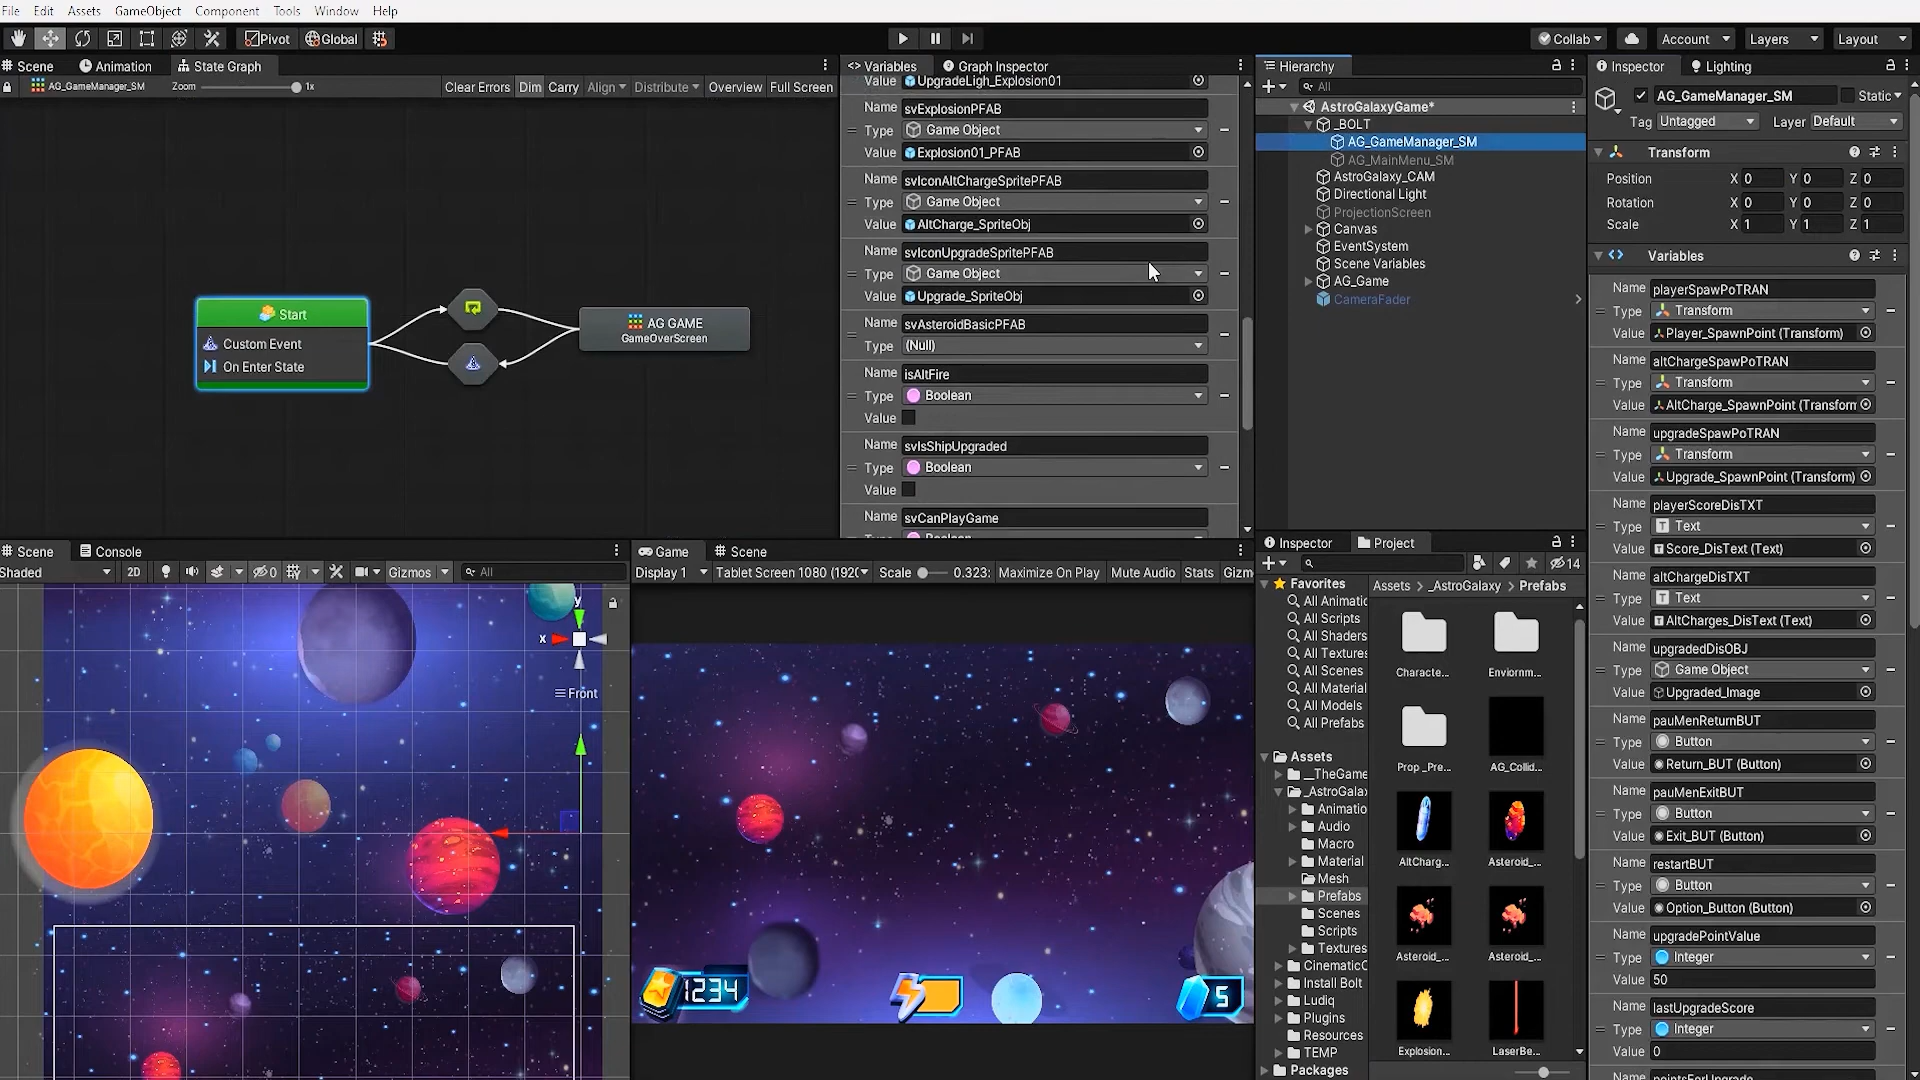 File Edit Assets GameObject Component Tools Window Help
Pivot Global Collab Account Layers Layout
Scene Animation State Graph
AG_GameManager_SM Zoom 1x Clear Errors Dim Carry Align Distribute Overview Full Screen
Start
Custom Event
On Enter State
AG GAME
GameOverScreen
Variables Graph Inspector
Value UpgradeLigh_Explosion01
Name svExplosionPFAB
Type Game Object
Value Explosion01_PFAB
Name svIconAltChargeSpritePFAB
Type Game Object
Value AltCharge_SpriteObj
Name svIconUpgradeSpritePFAB
Type Game Object
Value Upgrade_SpriteObj
Name svAsteroidBasicPFAB
Type (Null)
Name isAltFire
Type Boolean
Value
Name svIsShipUpgraded
Type Boolean
Value
Name svCanPlayGame
Hierarchy
All
AstroGalaxyGame*
_BOLT
AG_GameManager_SM
AG_MainMenu_SM
AstroGalaxy_CAM
Directional Light
ProjectionScreen
Canvas
EventSystem
Scene Variables
AG_Game
CameraFader
Inspector Lighting
AG_GameManager_SM Static
Tag Untagged Layer Default
Transform
Position X 0 Y 0 Z 0
Rotation X 0 Y 0 Z 0
Scale X 1 Y 1 Z 1
Variables
Name playerSpawPoTRAN
Type Transform
Value Player_SpawnPoint (Transform)
Name altChargeSpawPoTRAN
Type Transform
Value AltCharge_SpawnPoint (Transform
Name upgradeSpawPoTRAN
Type Transform
Value Upgrade_SpawnPoint (Transform)
Name playerScoreDisTXT
Type Text
Value Score_DisText (Text)
Name altChargeDisTXT
Type Text
Value AltCharges_DisText (Text)
Name upgradedDisOBJ
Type Game Object
Value Upgraded_Image
Name pauMenReturnBUT
Type Button
Value Return_BUT (Button)
Name pauMenExitBUT
Type Button
Value Exit_BUT (Button)
Name restartBUT
Type Button
Value Option_Button (Button)
Name upgradePointValue
Type Integer
Value 50
Name lastUpgradeScore
Type Integer
Value 0
Name pointsForUpgrade
Scene Console
Shaded 2D 0 Gizmos All
y
x
Front
Game Scene
Display 1 Tablet Screen 1080 (192( Scale 0.323: Maximize On Play Mute Audio Stats Gizm
1234
5
Inspector Project
14
Favorites
All Animatic
All Scripts
All Shaders
All Textures
All Scenes
All Material
All Models
All Prefabs
Assets
__TheGame
_AstroGalax
Animatio
Audio
Macro
Material
Mesh
Prefabs
Scenes
Scripts
Textures
CinematicC
Install Bolt
Ludiq
Plugins
Resources
TEMP
Packages
Assets > _AstroGalaxy > Prefabs
Characte... Enviornm...
Prop _Pre... AG_Collid...
AltCharg... Asteroid_...
Asteroid_... Asteroid_...
Explosion... LaserBe...